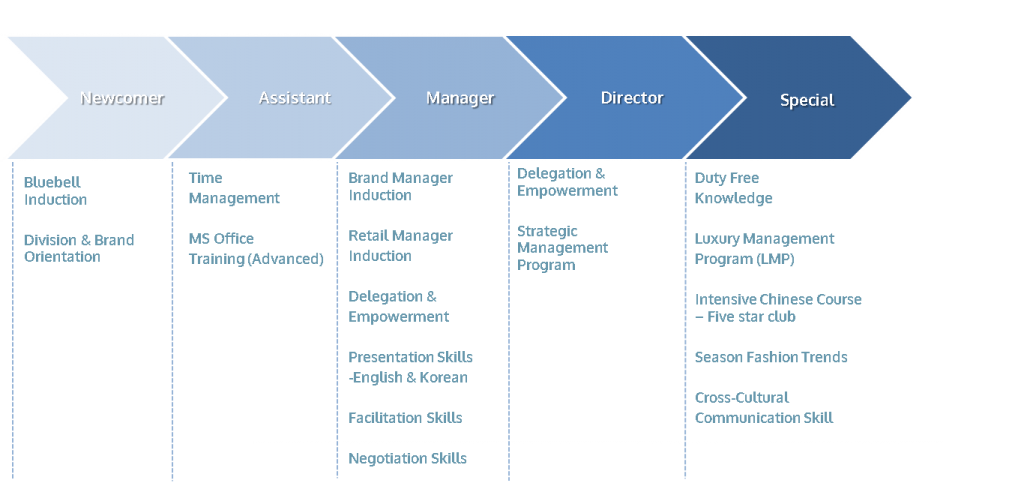 Newcomer
Assistant
Manager
Director
Special
Bluebell
Induction
Division & Brand
Orientation
Time
Management
MS Office
Training (Advanced)
Brand Manager
Induction
Retail Manager
Induction
Delegation &
Empowerment
Presentation Skills
-English & Korean
Facilitation Skills
Negotiation Skills
Delegation &
Empowerment
Strategic
Management
Program
Duty Free
Knowledge
Luxury Management
Program (LMP)
Intensive Chinese Course
– Five star club
Season Fashion Trends
Cross-Cultural
Communication Skill